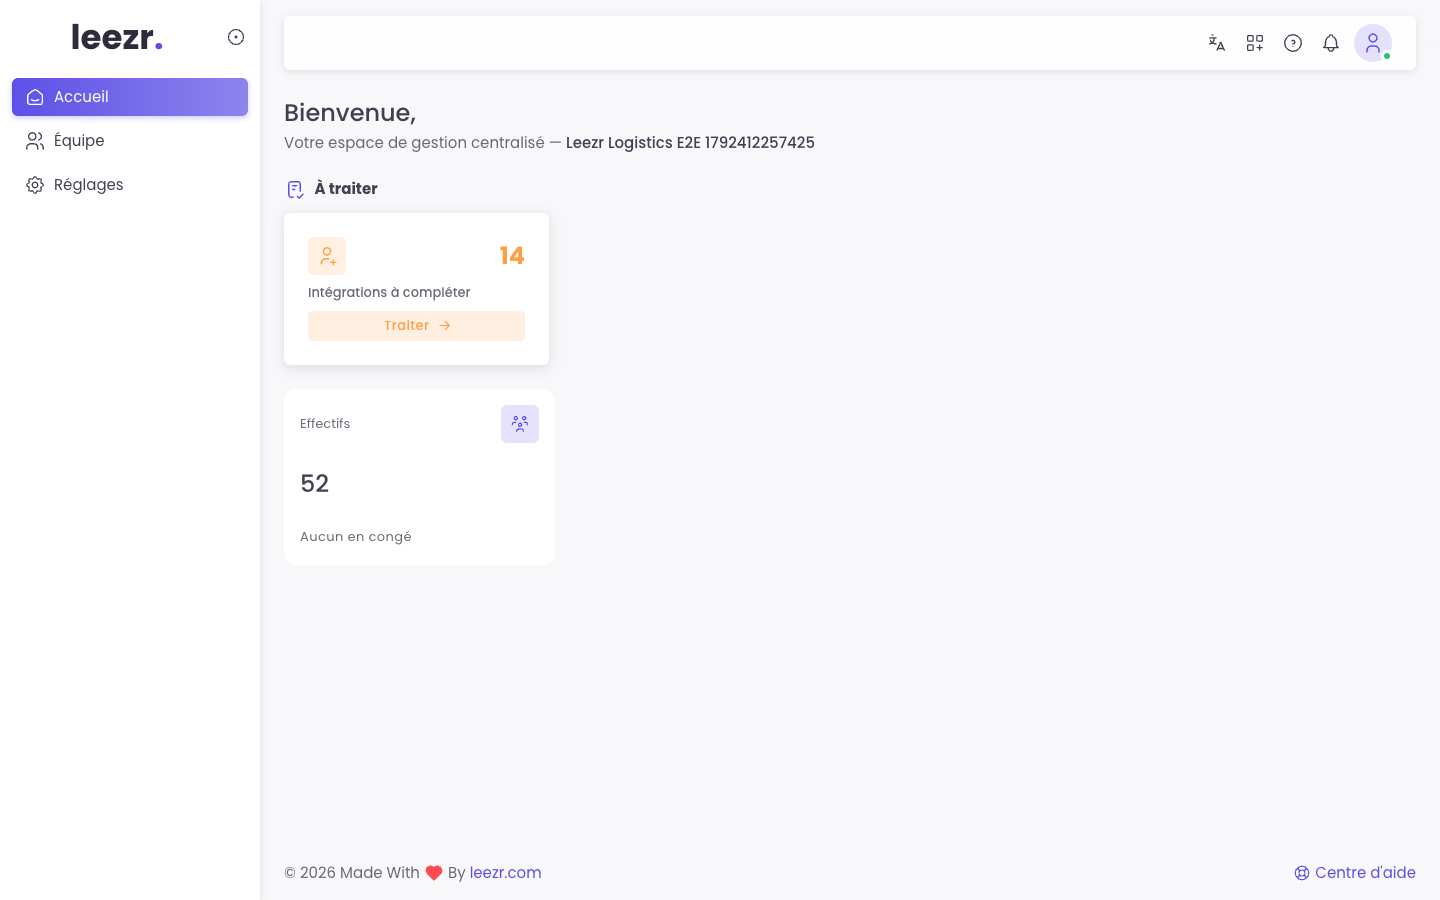 leezr.
Accueil
Équipe
Réglages
Bienvenue,
Votre espace de gestion centralisé — Leezr Logistics E2E 1792412257425
À traiter
14
Intégrations à compléter
Traiter →
Effectifs
52
Aucun en congé
© 2026 Made With ❤ By leezr.com
Centre d'aide